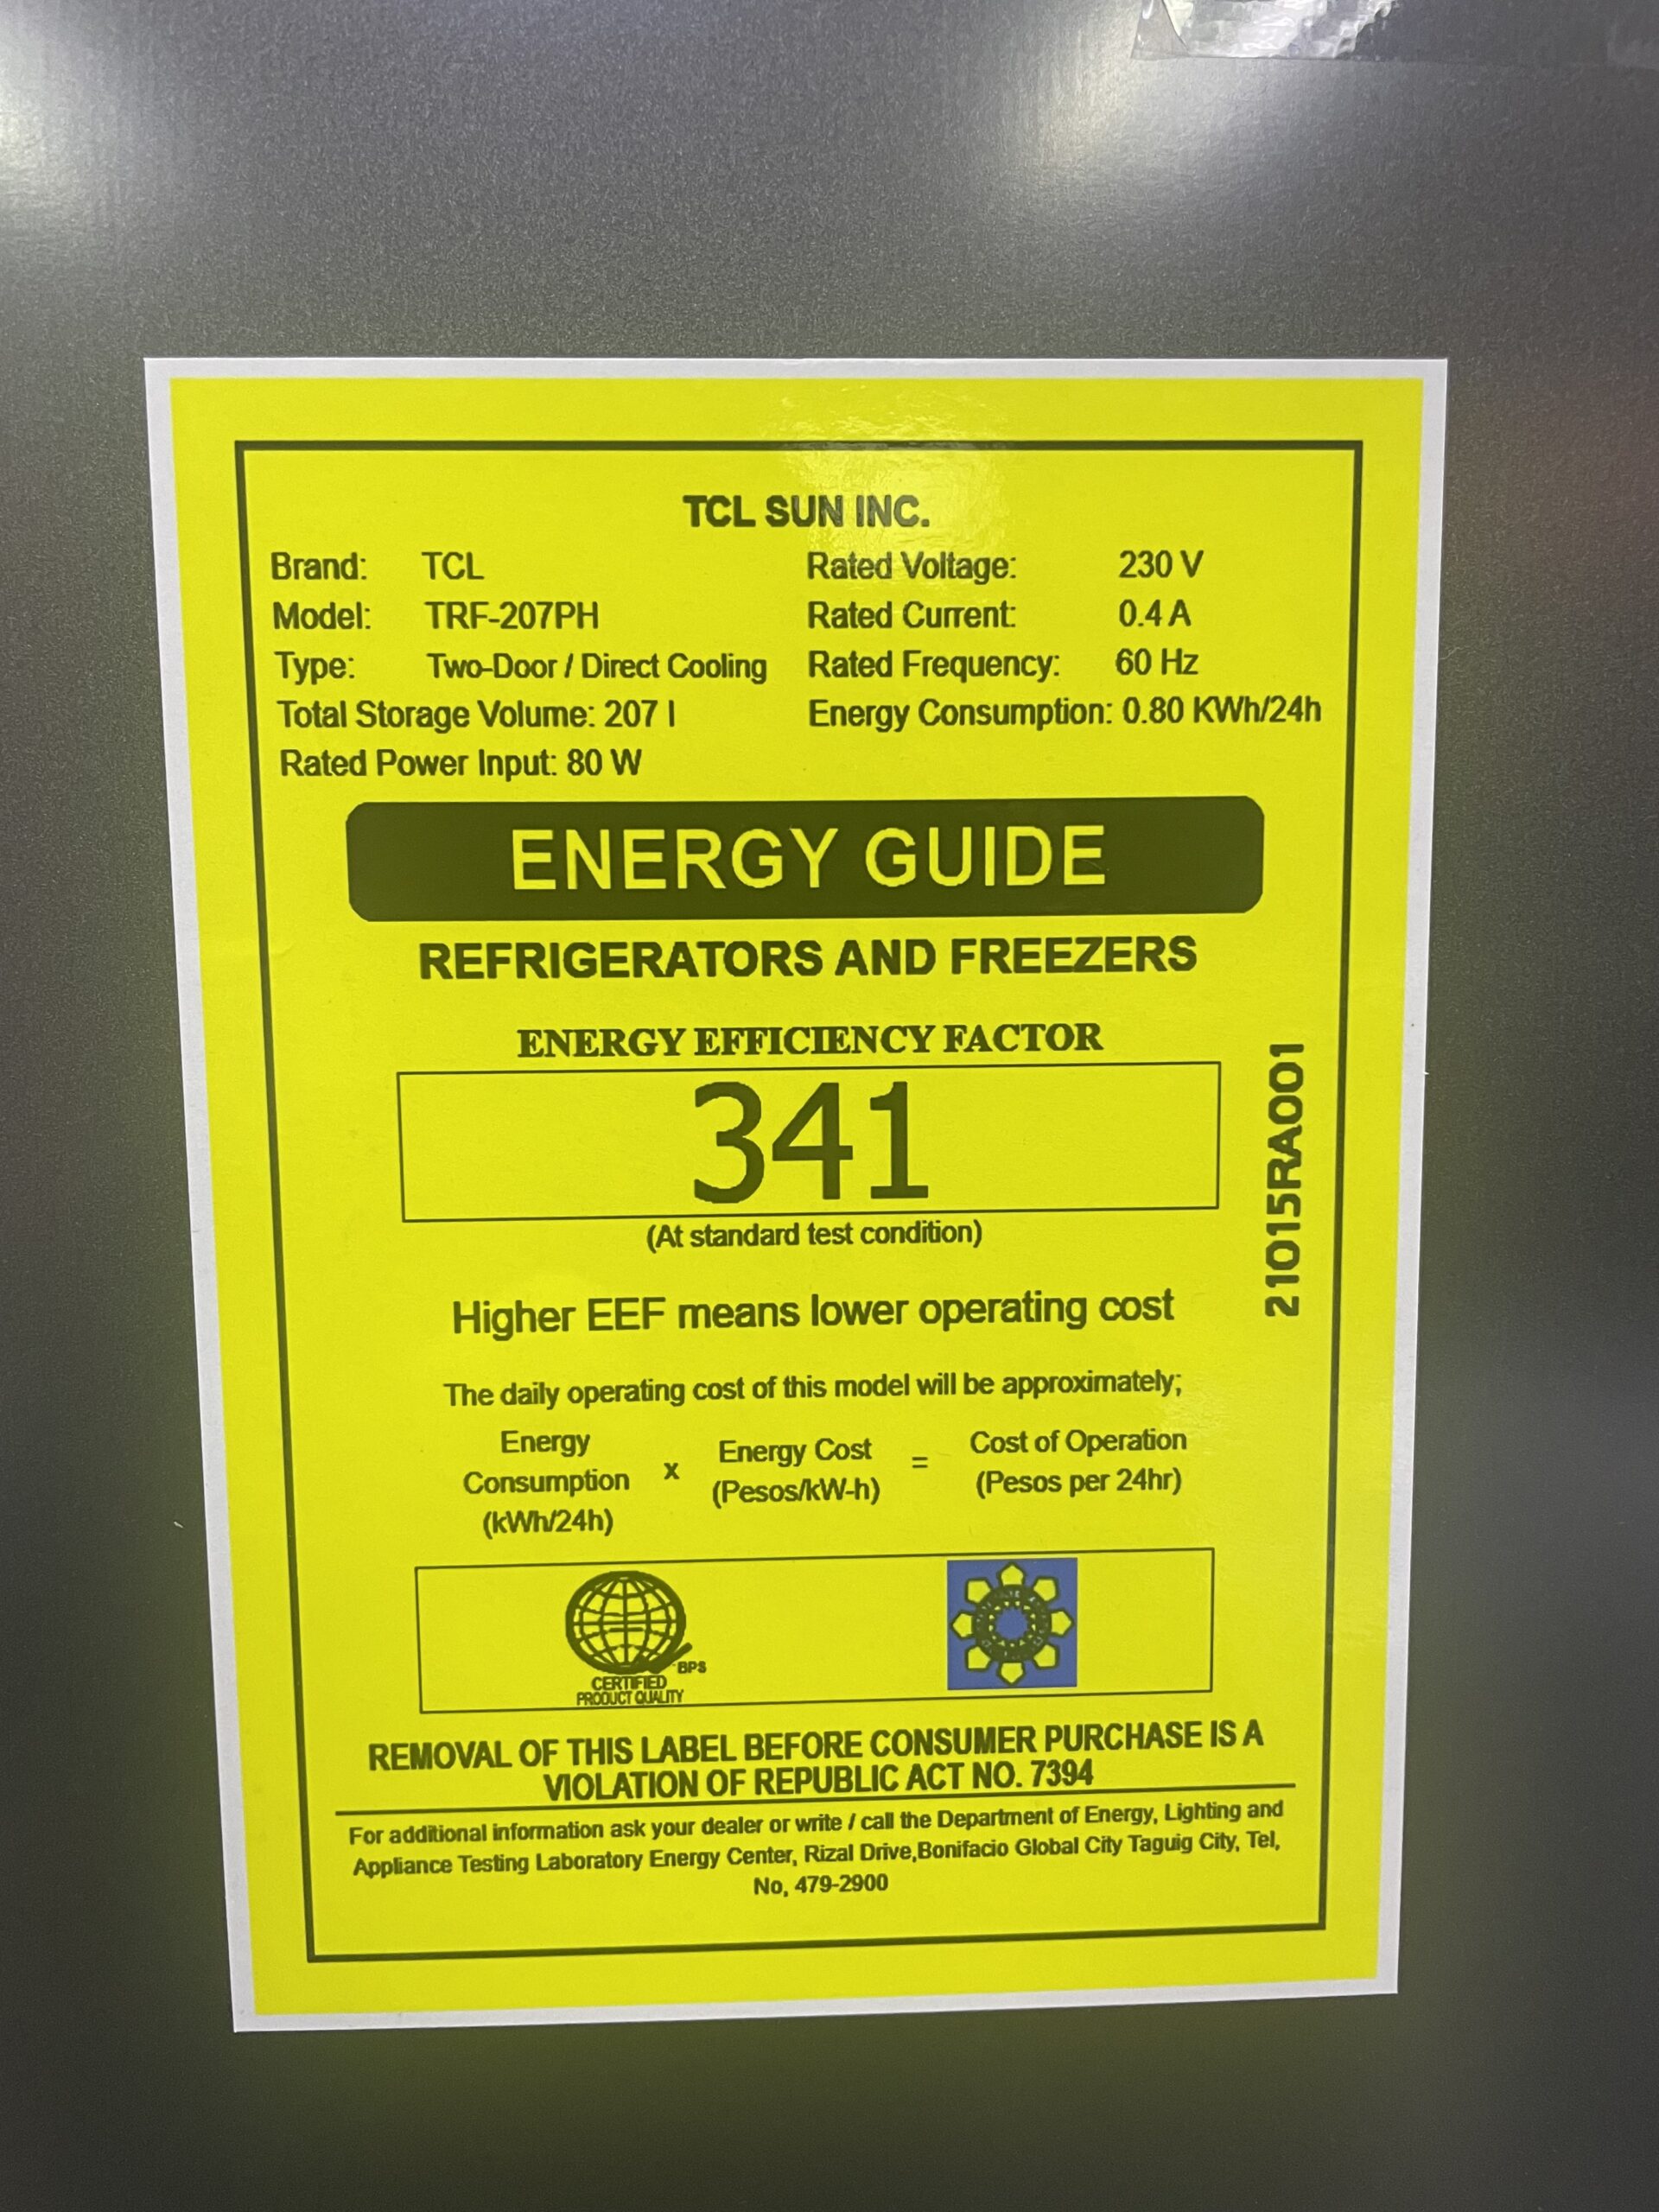 TCL SUN INC.
Brand: TCL Rated Voltage: 230 V
Model: TRF-207PH Rated Current: 0.4 A
Type: Two-Door / Direct Cooling Rated Frequency: 60 Hz
Total Storage Volume: 207 l Energy Consumption: 0.80 KWh/24h
Rated Power Input: 80 W
ENERGY GUIDE
REFRIGERATORS AND FREEZERS
ENERGY EFFICIENCY FACTOR
341
(At standard test condition)
21015RA001
Higher EEF means lower operating cost
The daily operating cost of this model will be approximately;
Energy Consumption (kWh/24h) x Energy Cost (Pesos/kW-h) = Cost of Operation (Pesos per 24hr)
BPS
CERTIFIED
PRODUCT QUALITY
REMOVAL OF THIS LABEL BEFORE CONSUMER PURCHASE IS A
VIOLATION OF REPUBLIC ACT NO. 7394
For additional information ask your dealer or write / call the Department of Energy, Lighting and
Appliance Testing Laboratory Energy Center, Rizal Drive,Bonifacio Global City Taguig City, Tel,
No, 479-2900